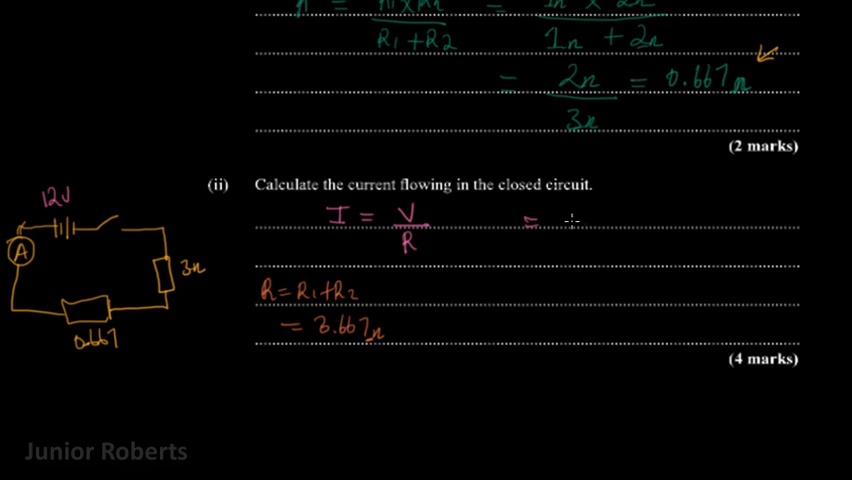 = R1 x R2 = 1Ω x 2Ω
R1 + R2 1Ω + 2Ω
= 2Ω = 0.667Ω
3Ω
(2 marks)
(ii) Calculate the current flowing in the closed circuit.
12V
I = V =
R
A
3Ω
R = R1 + R2
= 3.667Ω
0.667
(4 marks)
Junior Roberts